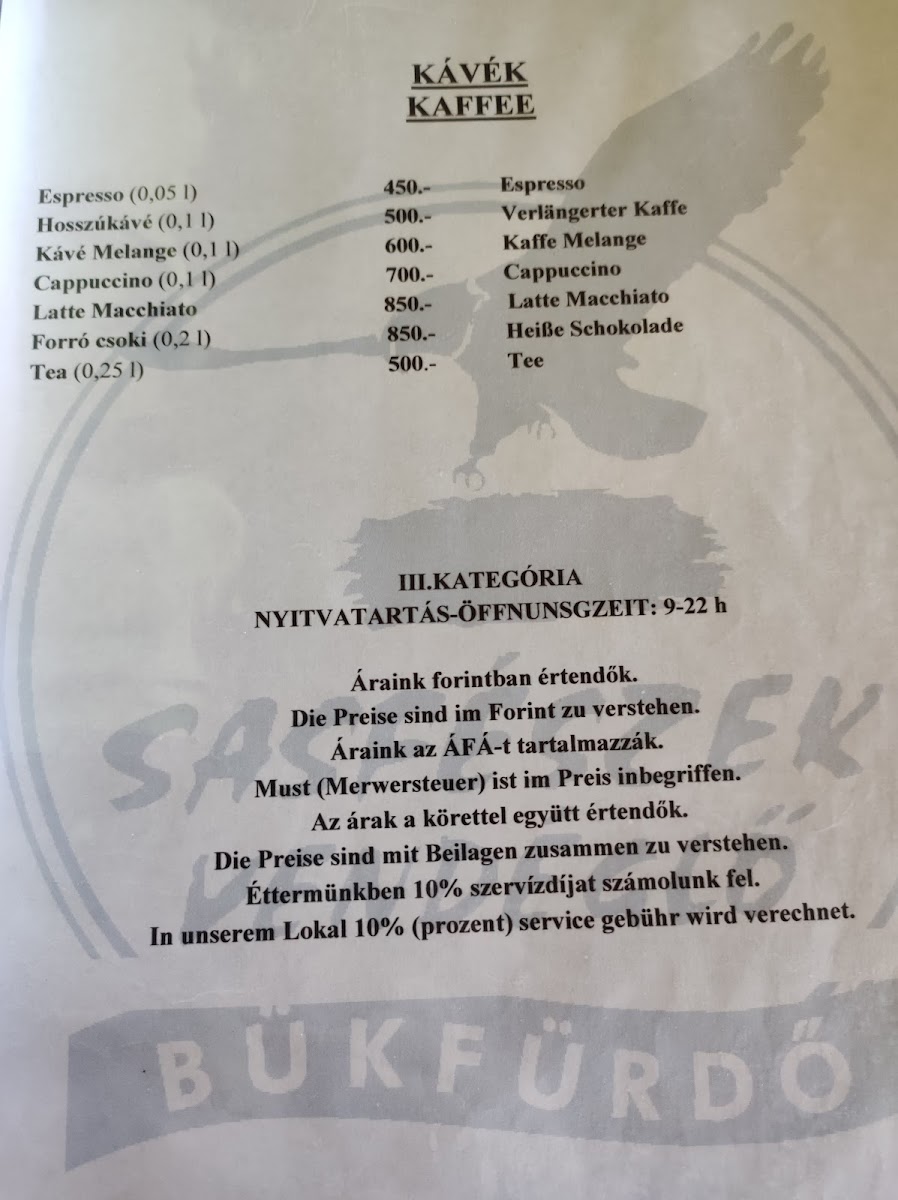 KÁVÉK
KAFFEE
Espresso (0,05 l) 450.- Espresso
Hosszúkávé (0,1 l) 500.- Verlängerter Kaffe
Kávé Melange (0,1 l) 600.- Kaffe Melange
Cappuccino (0,1 l) 700.- Cappuccino
Latte Macchiato 850.- Latte Macchiato
Forró csoki (0,2 l) 850.- Heiße Schokolade
Tea (0,25 l) 500.- Tee
III.KATEGÓRIA
NYITVATARTÁS-ÖFFNUNSGZEIT: 9-22 h
Áraink forintban értendők.
Die Preise sind im Forint zu verstehen.
Áraink az ÁFÁ-t tartalmazzák.
Must (Merwersteuer) ist im Preis inbegriffen.
Az árak a körettel együtt értendők.
Die Preise sind mit Beilagen zusammen zu verstehen.
Éttermünkben 10% szervízdíjat számolunk fel.
In unserem Lokal 10% (prozent) service gebühr wird verechnet.
SASFÉSZEK
VENDÉGLŐ
BÜKFÜRDŐ